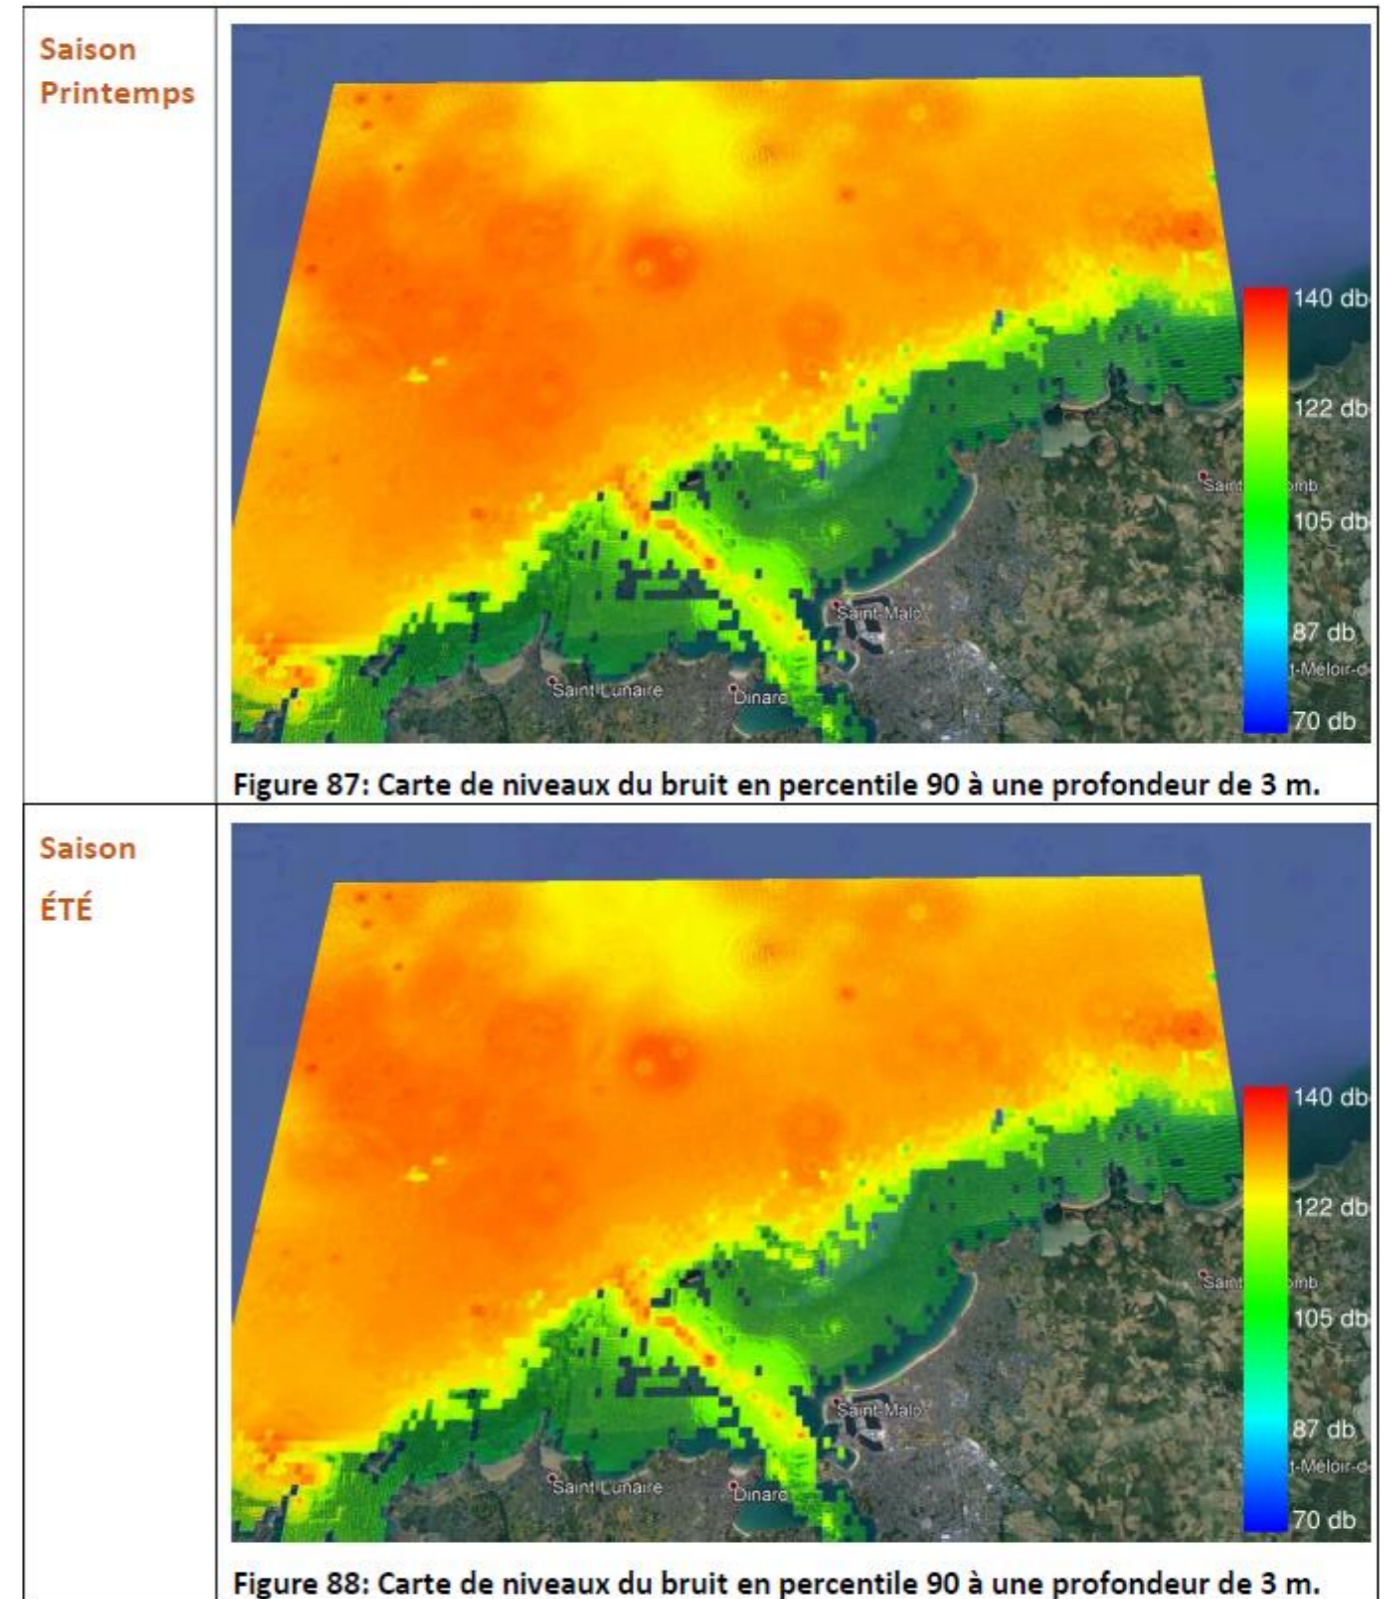 Saison
Printemps
140 db
122 db
105 db
87 db
70 db
Saint-Malo
Saint Lunaire
Dinard
t-Méloir-d
Figure 87: Carte de niveaux du bruit en percentile 90 à une profondeur de 3 m.
Saison
ÉTÉ
140 db
122 db
105 db
87 db
70 db
Saint-Malo
Saint Lunaire
Dinard
t-Méloir-d
Figure 88: Carte de niveaux du bruit en percentile 90 à une profondeur de 3 m.